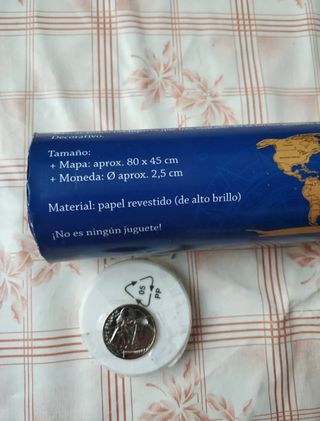 Decorativo.
Tamaño:
+ Mapa: aprox. 80 x 45 cm
+ Moneda: Ø aprox. 2,5 cm
Material: papel revestido (de alto brillo)
¡No es ningún juguete!
05
PP